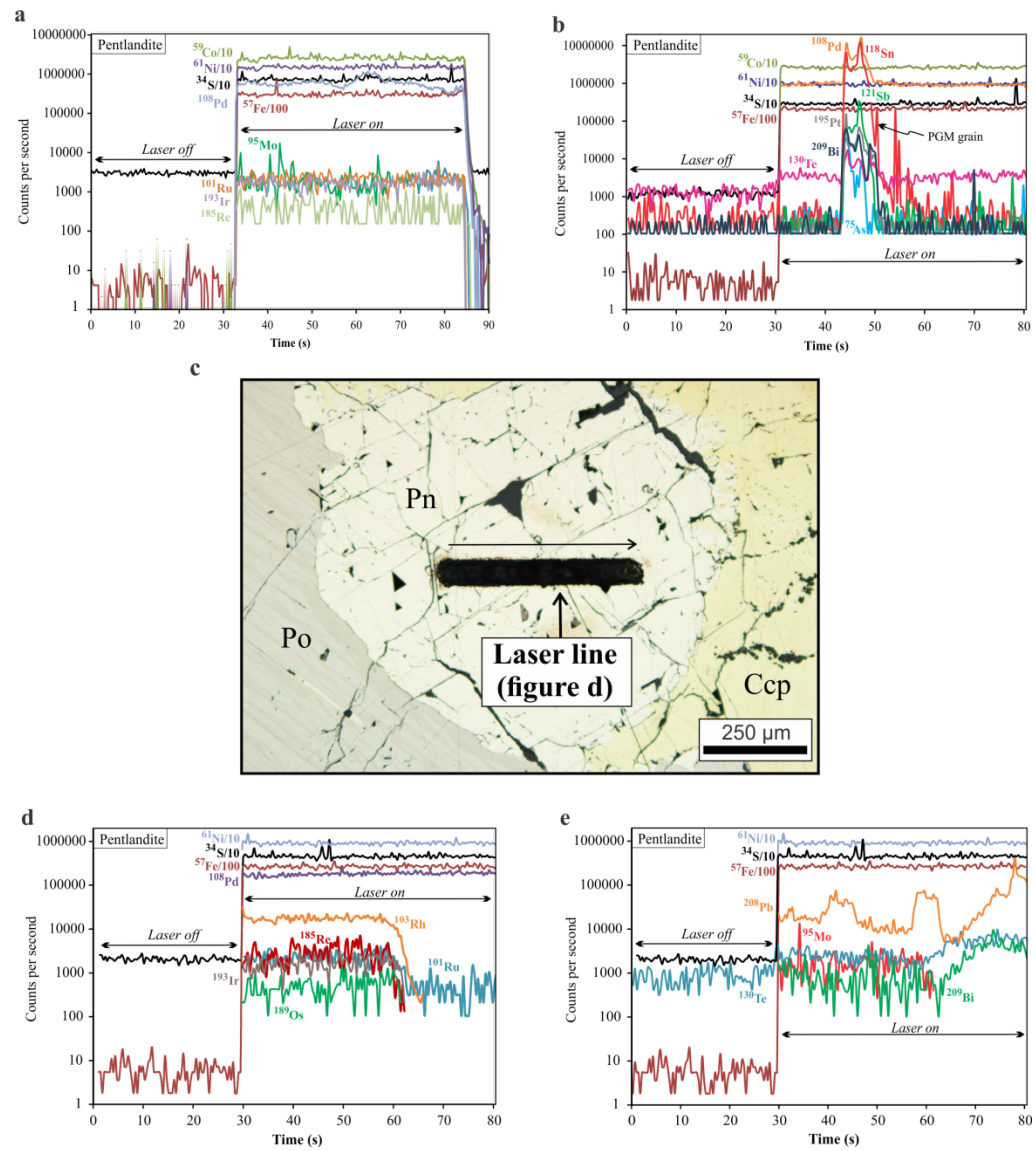 a
Pentlandite
10000000
1000000
100000
10000
1000
100
10
1
Counts per second
⁵⁹Co/10
⁶¹Ni/10
³⁴S/10
¹⁰⁸Pd
⁵⁷Fe/100
Laser on
Laser off
⁹⁵Mo
¹⁰¹Ru
¹⁹³Ir
¹⁸⁵Re
0 10 20 30 40 50 60 70 80 90
Time (s)
b
Pentlandite
10000000
1000000
100000
10000
1000
100
10
1
Counts per second
¹⁰⁸Pd
¹¹⁸Sn
⁵⁹Co/10
⁶¹Ni/10
³⁴S/10
¹²¹Sb
⁵⁷Fe/100
¹⁹⁵Pt
PGM grain
²⁰⁹Bi
Laser off
¹³⁰Te
⁷⁵As
Laser on
0 10 20 30 40 50 60 70 80
Time (s)
c
Pn
Po
Laser line
(figure d)
Ccp
250 µm
d
Pentlandite
1000000
100000
10000
1000
100
10
1
Counts per second
⁶¹Ni/10
³⁴S/10
⁵⁷Fe/100
¹⁰⁸Pd
Laser on
¹⁰³Rh
Laser off
¹⁸⁵Re
¹⁰¹Ru
¹⁹³Ir
¹⁸⁹Os
0 10 20 30 40 50 60 70 80
Time (s)
e
Pentlandite
1000000
100000
10000
1000
100
10
1
Counts per second
⁶¹Ni/10
³⁴S/10
⁵⁷Fe/100
²⁰⁸Pb
Laser off
⁹⁵Mo
¹³⁰Te
²⁰⁹Bi
Laser on
0 10 20 30 40 50 60 70 80
Time (s)